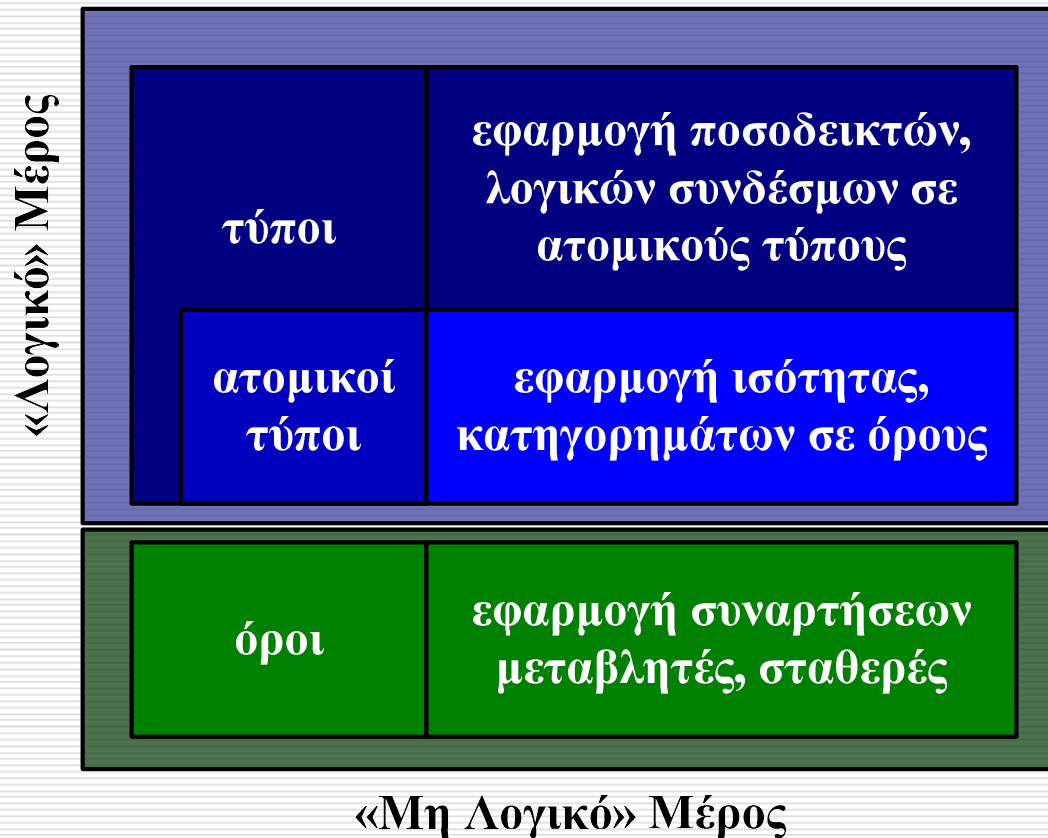 «Λογικό» Μέρος
τύποι
εφαρμογή ποσοδεικτών,
λογικών συνδέσμων σε
ατομικούς τύπους
ατομικοί
τύποι
εφαρμογή ισότητας,
κατηγορημάτων σε όρους
όροι
εφαρμογή συναρτήσεων
μεταβλητές, σταθερές
«Μη Λογικό» Μέρος